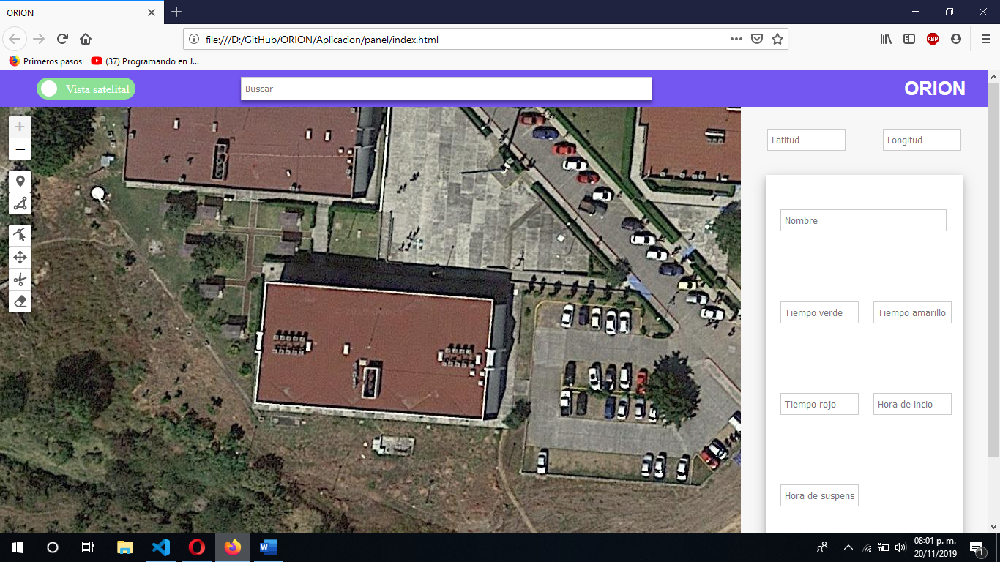 ORION
file:///D:/GitHub/ORION/Aplicacion/panel/index.html
ABP
Primeros pasos
(37) Programando en J...
Vista satelital
Buscar
ORION
Latitud
Longitud
Nombre
Tiempo verde
Tiempo amarillo
Tiempo rojo
Hora de incio
Hora de suspens
08:01 p. m.
20/11/2019
1